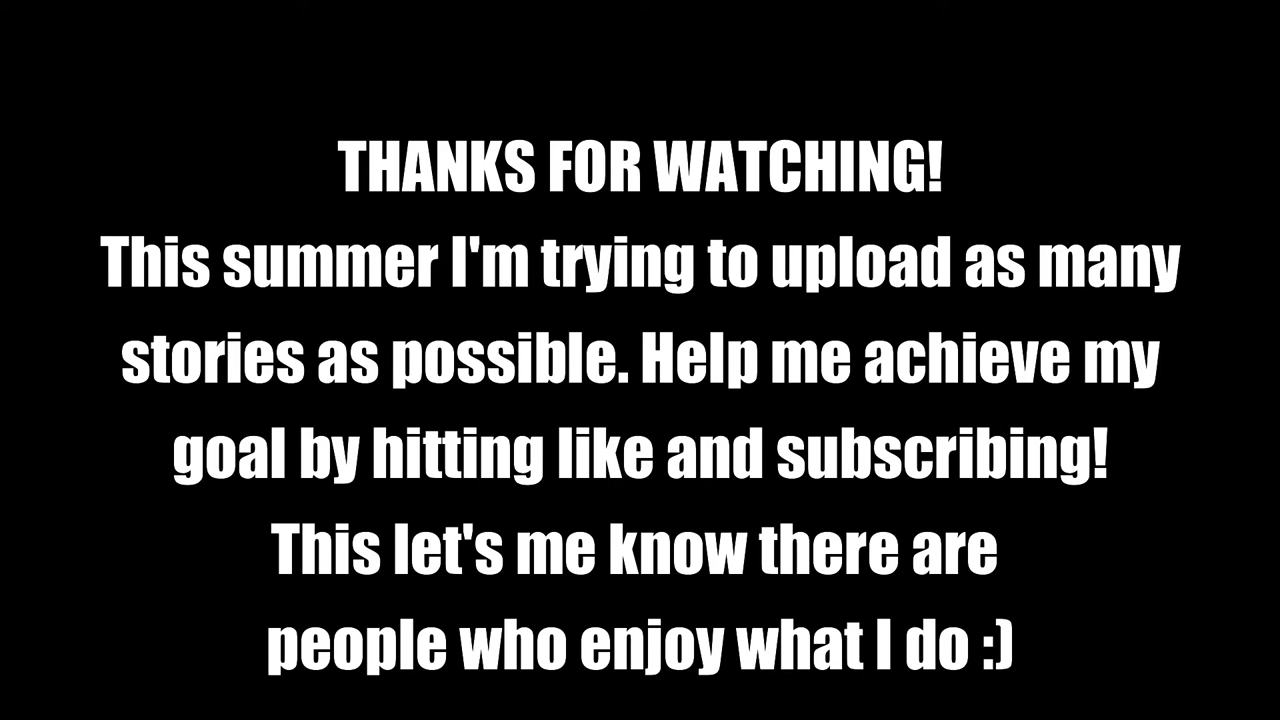 THANKS FOR WATCHING!
This summer I'm trying to upload as many
stories as possible. Help me achieve my
goal by hitting like and subscribing!
This let's me know there are
people who enjoy what I do :)